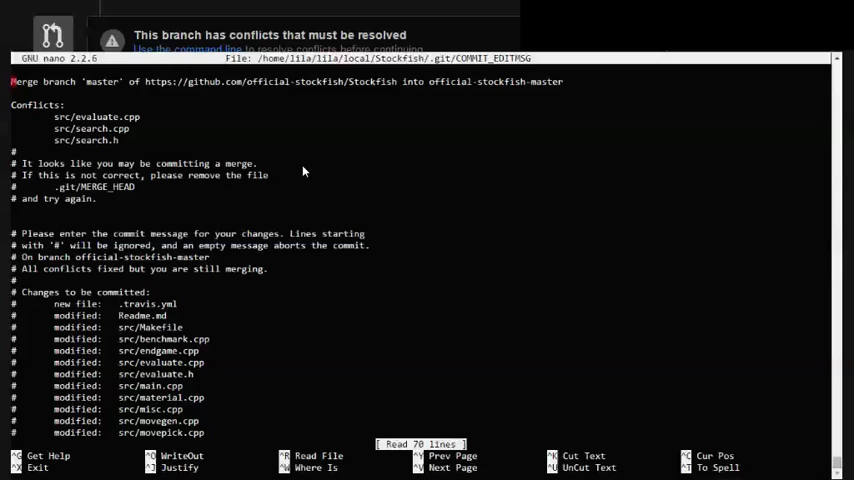 This branch has conflicts that must be resolved
Use the command line to resolve conflicts before continuing.
GNU nano 2.2.6 File: /home/lila/lila/local/Stockfish/.git/COMMIT_EDITMSG
Merge branch 'master' of https://github.com/official-stockfish/Stockfish into official-stockfish-master
Conflicts:
src/evaluate.cpp
src/search.cpp
src/search.h
#
# It looks like you may be committing a merge.
# If this is not correct, please remove the file
# .git/MERGE_HEAD
# and try again.
# Please enter the commit message for your changes. Lines starting
# with '#' will be ignored, and an empty message aborts the commit.
# On branch official-stockfish-master
# All conflicts fixed but you are still merging.
#
# Changes to be committed:
# new file: .travis.yml
# modified: Readme.md
# modified: src/Makefile
# modified: src/benchmark.cpp
# modified: src/endgame.cpp
# modified: src/evaluate.cpp
# modified: src/evaluate.h
# modified: src/main.cpp
# modified: src/material.cpp
# modified: src/misc.cpp
# modified: src/movegen.cpp
# modified: src/movepick.cpp
[ Read 70 lines ]
^G Get Help ^O WriteOut ^R Read File ^Y Prev Page ^K Cut Text ^C Cur Pos
^X Exit ^J Justify ^W Where Is ^V Next Page ^U UnCut Text ^T To Spell